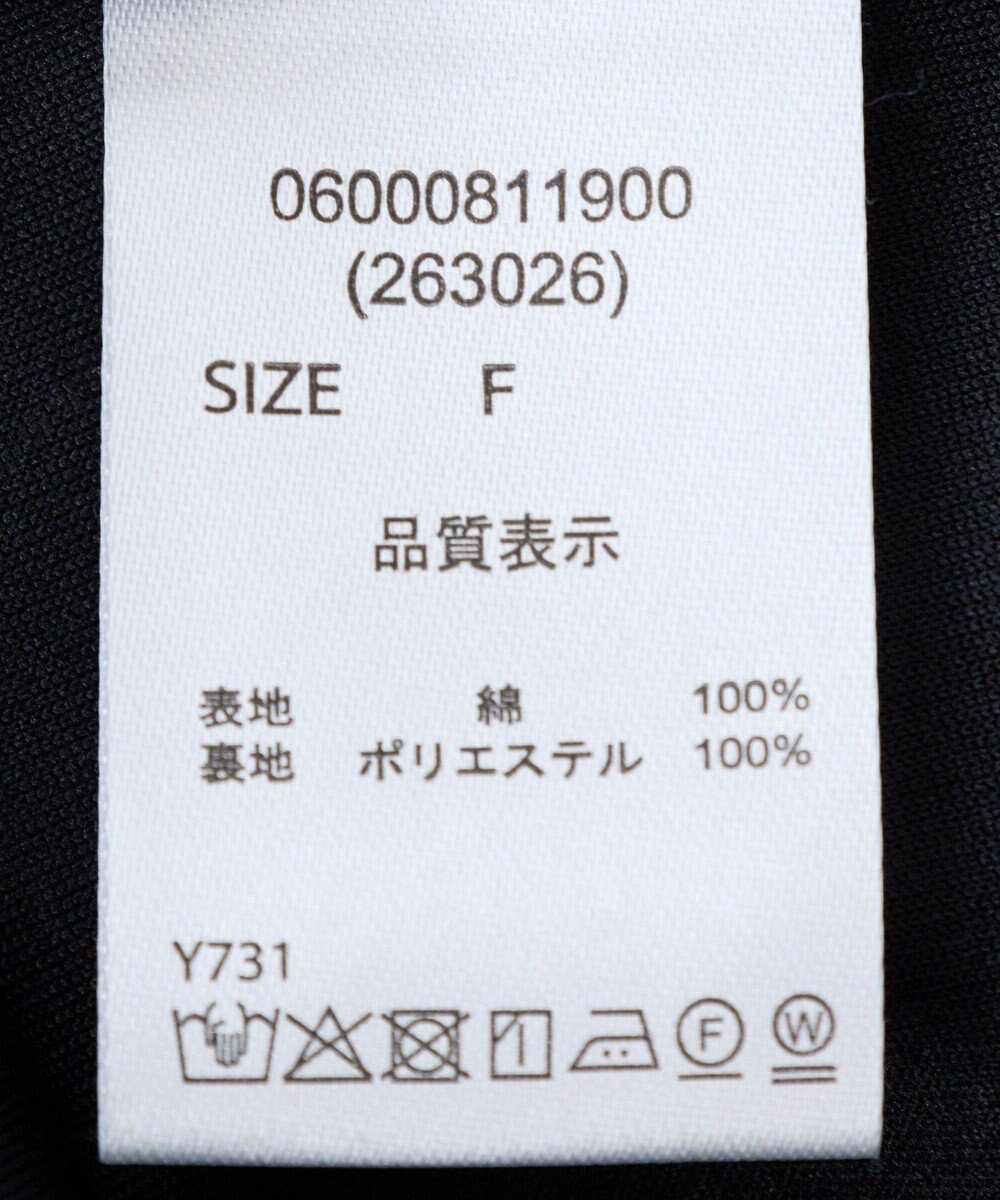 06000811900
(263026)
SIZE F
品質表示
表地 綿 100%
裏地 ポリエステル 100%
Y731
F W